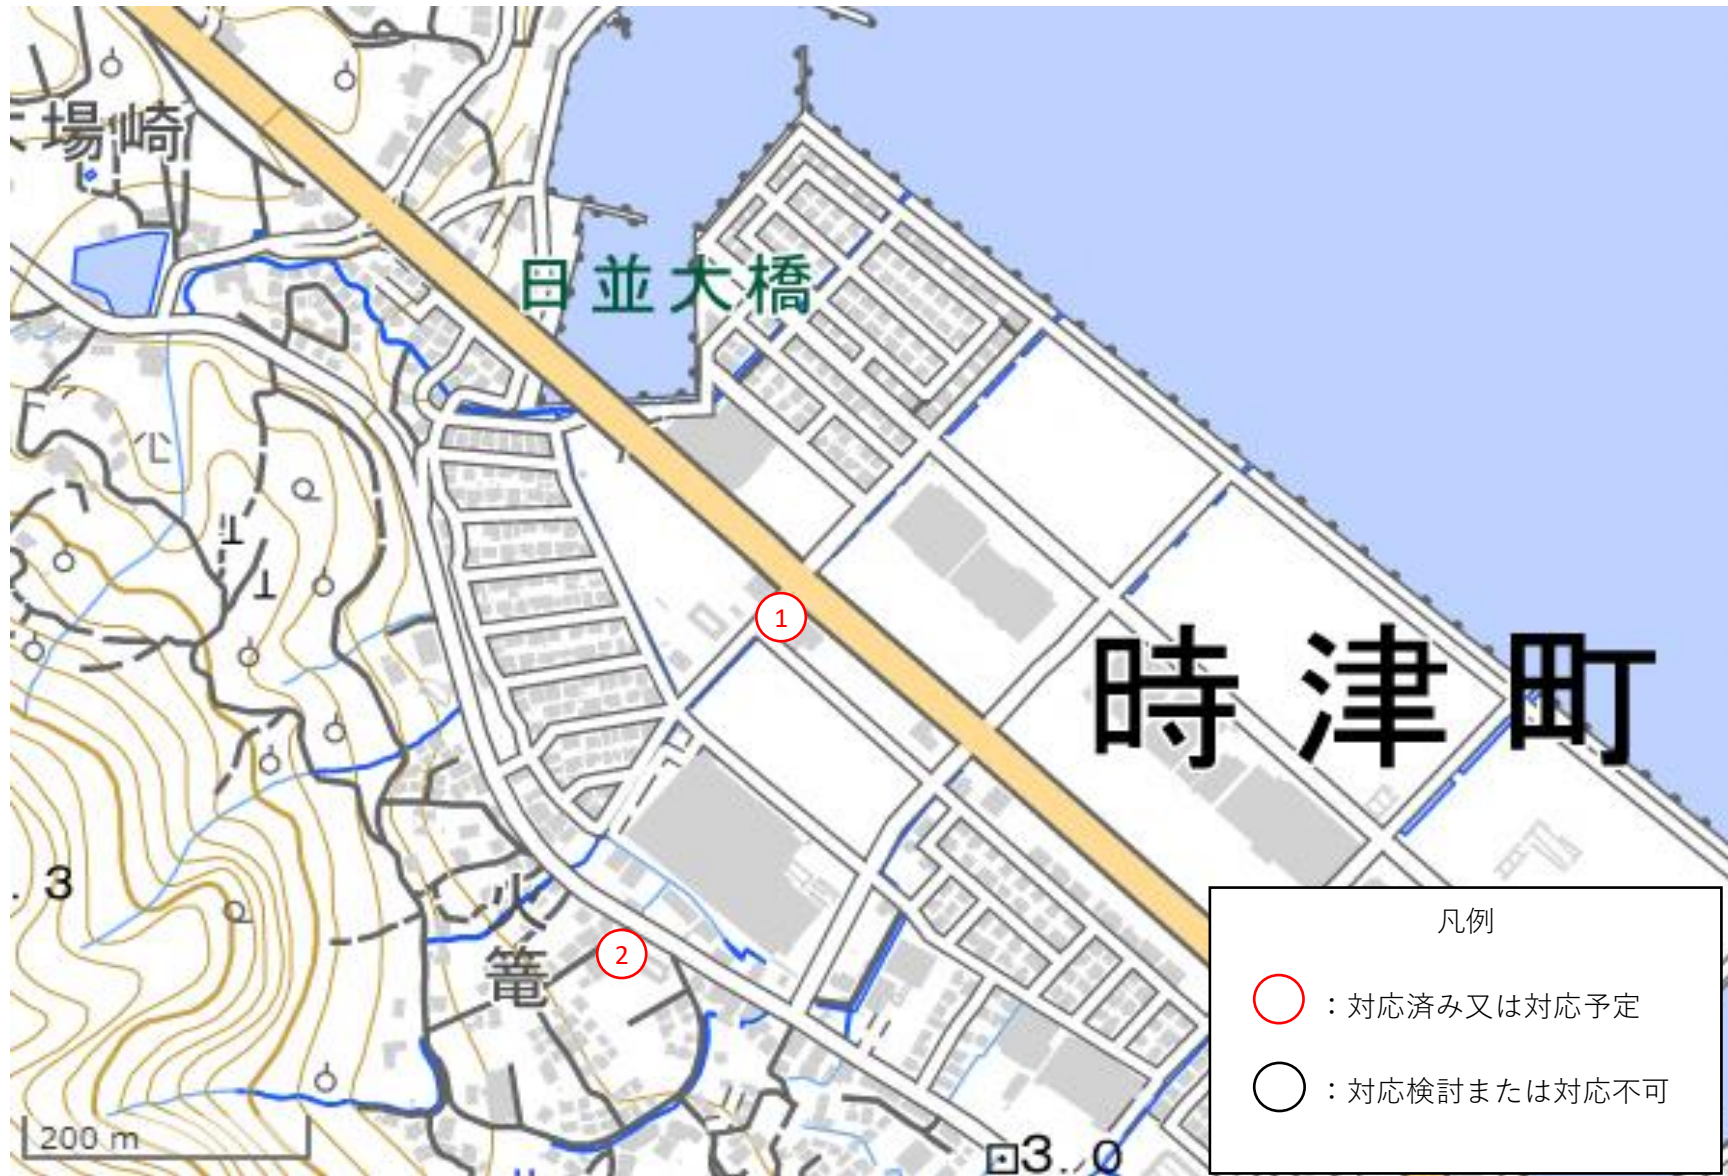 場崎
日並大橋
時津町
1
. 3
火
篭
2
凡例
：対応済み又は対応予定
：対応検討または対応不可
200 m
3. 0